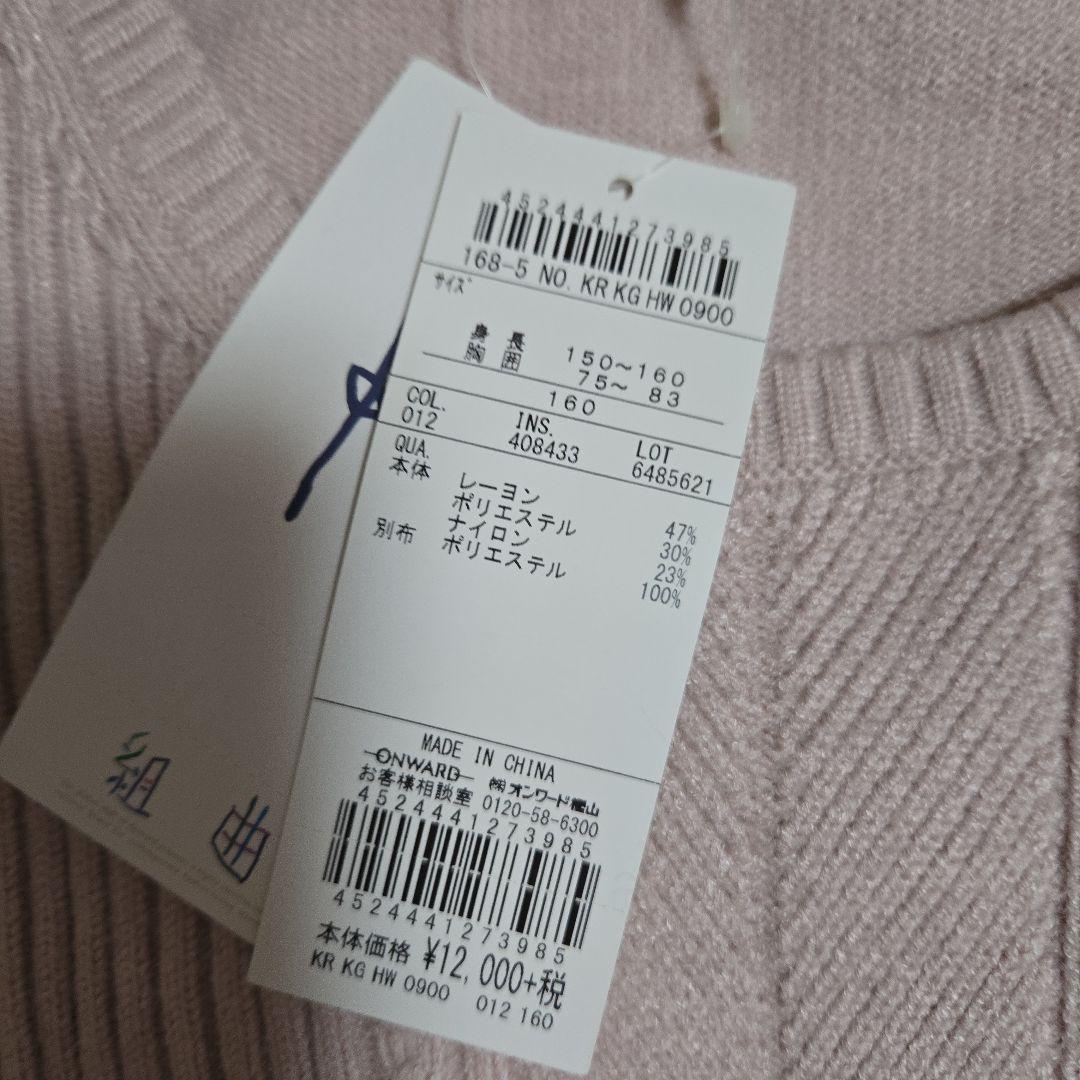 4524441273985
168-5 NO. KR KG HW 0900
サイズ
身長 150~160
胸囲 75~ 83
160
COL. INS. LOT
012 408433 6485621
QUA.
本体 レーヨン 47%
ポリエステル 30%
ナイロン 23%
別布 ポリエステル 100%
MADE IN CHINA
ONWARD ㈱オンワード樫山
お客様相談室 0120-58-6300
4524441273985
4524441273985
本体価格 ¥12,000+税
KR KG HW 0900 012 160
組曲